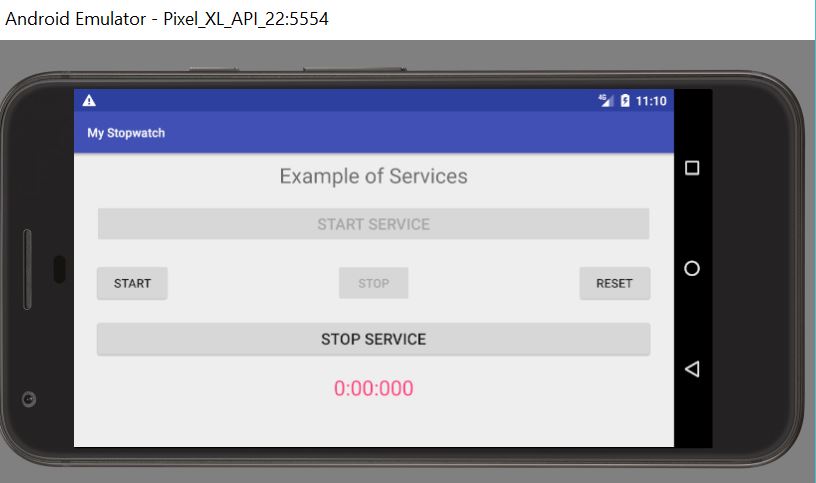 Android Emulator - Pixel_XL_API_22:5554
4G 11:10
My Stopwatch
Example of Services
START SERVICE
START STOP RESET
STOP SERVICE
0:00:000